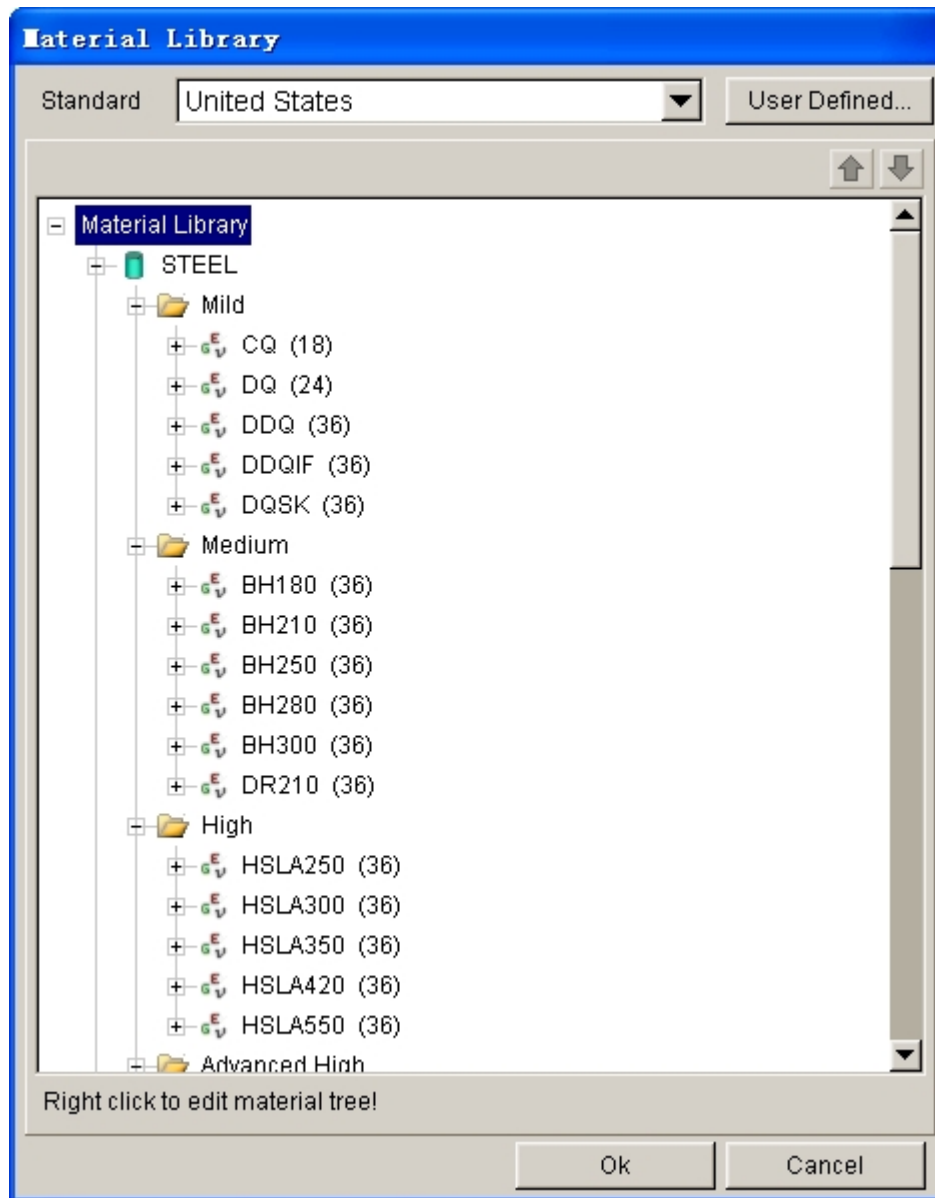 Material Library
Standard United States User Defined...
Material Library
STEEL
Mild
CQ (18)
DQ (24)
DDQ (36)
DDQIF (36)
DQSK (36)
Medium
BH180 (36)
BH210 (36)
BH250 (36)
BH280 (36)
BH300 (36)
DR210 (36)
High
HSLA250 (36)
HSLA300 (36)
HSLA350 (36)
HSLA420 (36)
HSLA550 (36)
Advanced High
Right click to edit material tree!
Ok Cancel